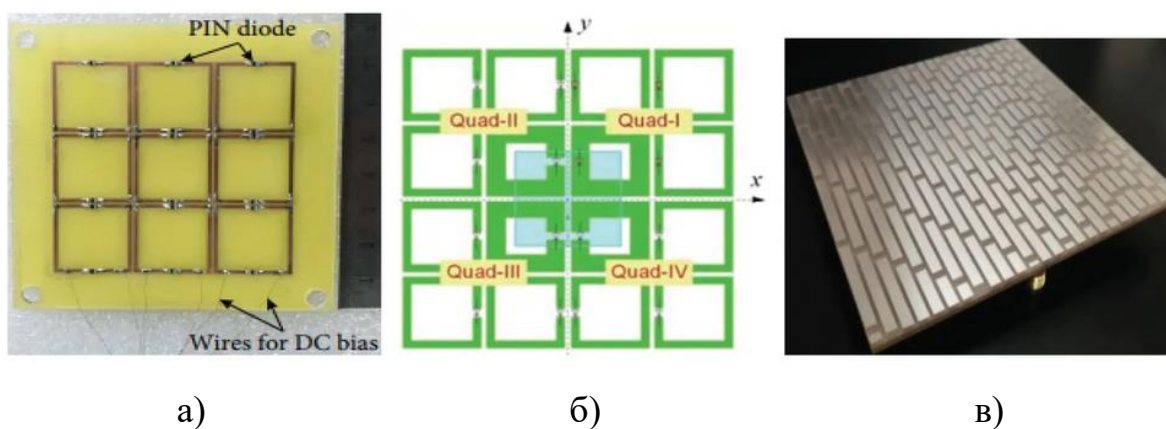 PIN diode
Wires for DC bias
y
x
Quad-II
Quad-I
Quad-III
Quad-IV
а)
б)
в)